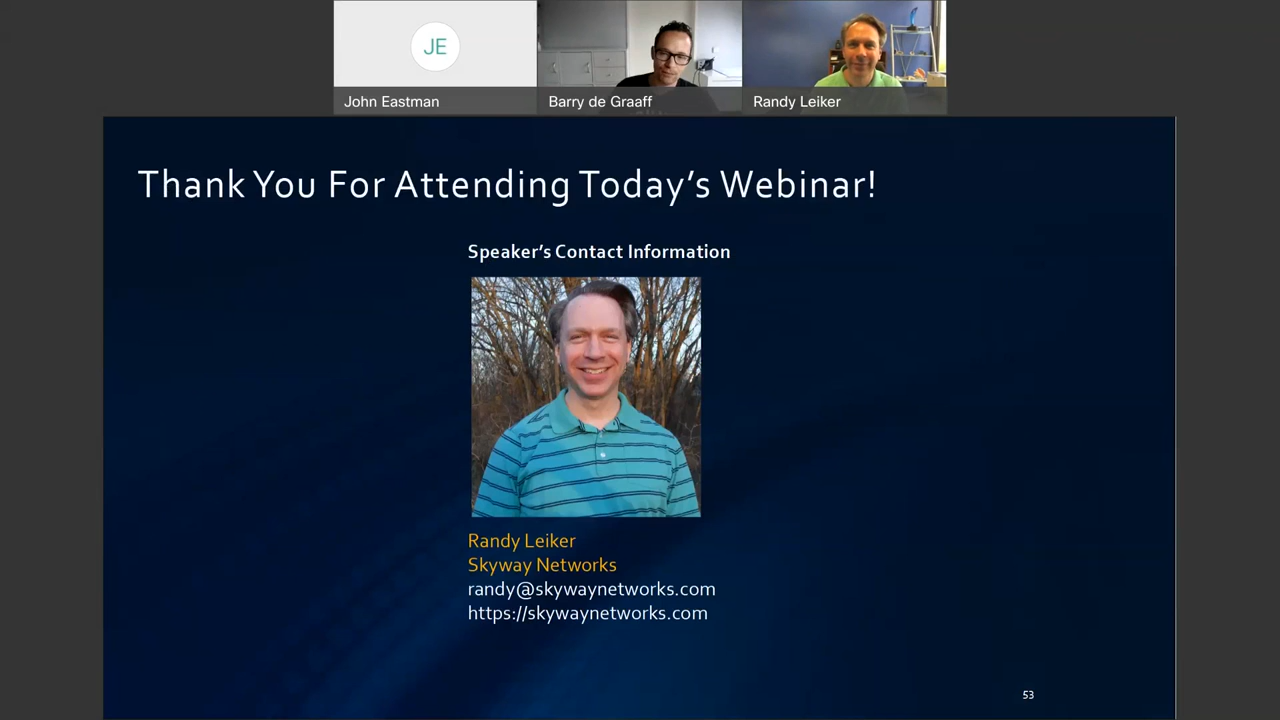 JE
John Eastman
Barry de Graaff
Randy Leiker
Thank You For Attending Today’s Webinar!
Speaker’s Contact Information
Randy Leiker
Skyway Networks
randy@skywaynetworks.com
https://skywaynetworks.com
53